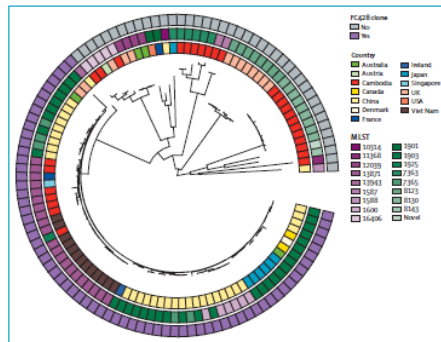 FC428 clone
No
Yes
Country
Australia
Austria
Cambodia
Canada
China
Denmark
France
Ireland
Japan
Singapore
UK
USA
Viet Nam
MLST
10314
11368
12039
13871
13943
1587
1588
1600
16406
1901
1903
1925
7363
7365
8123
8130
8143
Novel